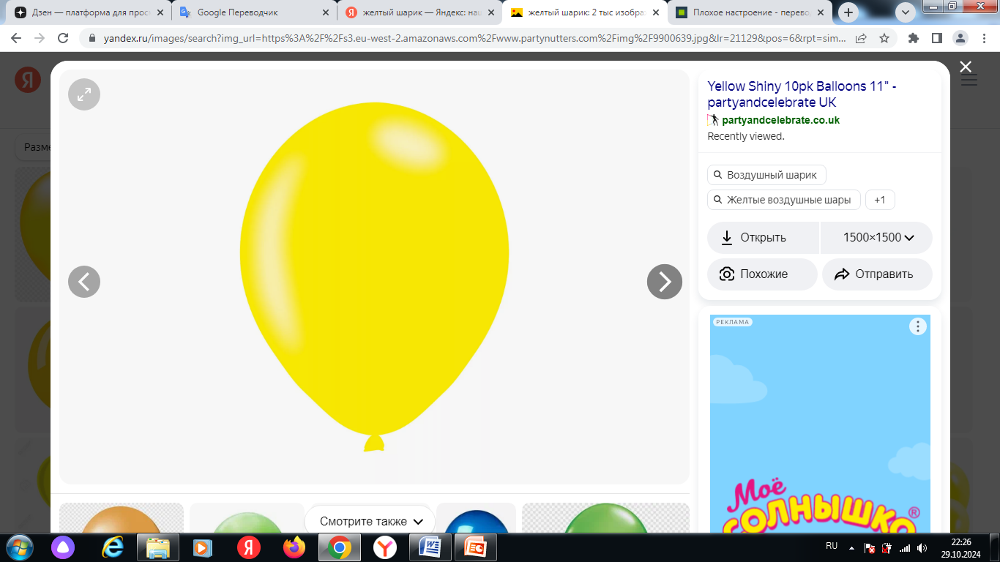 Дзен — платформа для прос
Google Переводчик
желтый шарик — Яндекс: на
желтый шарик: 2 тыс изобра
Плохое настроение - перево
yandex.ru/images/search?img_url=https%3A%2F%2Fs3.eu-west-2.amazonaws.com%2Fwww.partynutters.com%2Fimg%2F9900639.jpg&lr=21129&pos=6&rpt=sim...
Я
Разме
Yellow Shiny 10pk Balloons 11" -
partyandcelebrate UK
partyandcelebrate.co.uk
Recently viewed.
Воздушный шарик
Желтые воздушные шары
+1
Открыть
1500×1500
Похожие
Отправить
РЕКЛАМА
Моё
СОЛНЫШКО®
Смотрите также
RU
22:26
29.10.2024